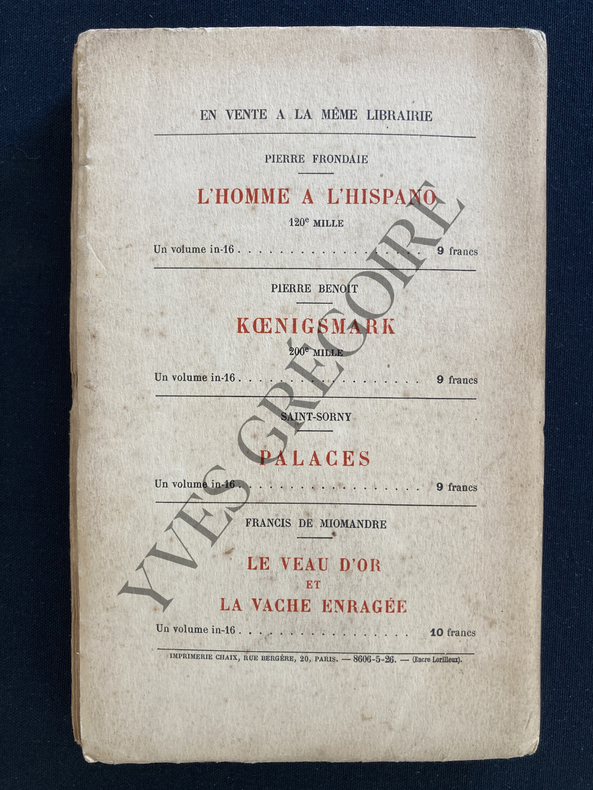 EN VENTE A LA MÊME LIBRAIRIE
PIERRE FRONDAIE
L'HOMME A L'HISPANO
120e MILLE
Un volume in-16 . . . . . . . . . . . . . . . . . . 9 francs
PIERRE BENOIT
KŒNIGSMARK
200e MILLE
Un volume in-16 . . . . . . . . . . . . . . . . . . 9 francs
SAINT-SORNY
PALACES
Un volume in-16 . . . . . . . . . . . . . . . . . . 9 francs
FRANCIS DE MIOMANDRE
LE VEAU D'OR
ET
LA VACHE ENRAGÉE
Un volume in-16 . . . . . . . . . . . . . . . . . . 10 francs
IMPRIMERIE CHAIX, RUE BERGÈRE, 20, PARIS. — 8606-5-26. — (Encre Lorilleux).
YVES GRÉGOIRE